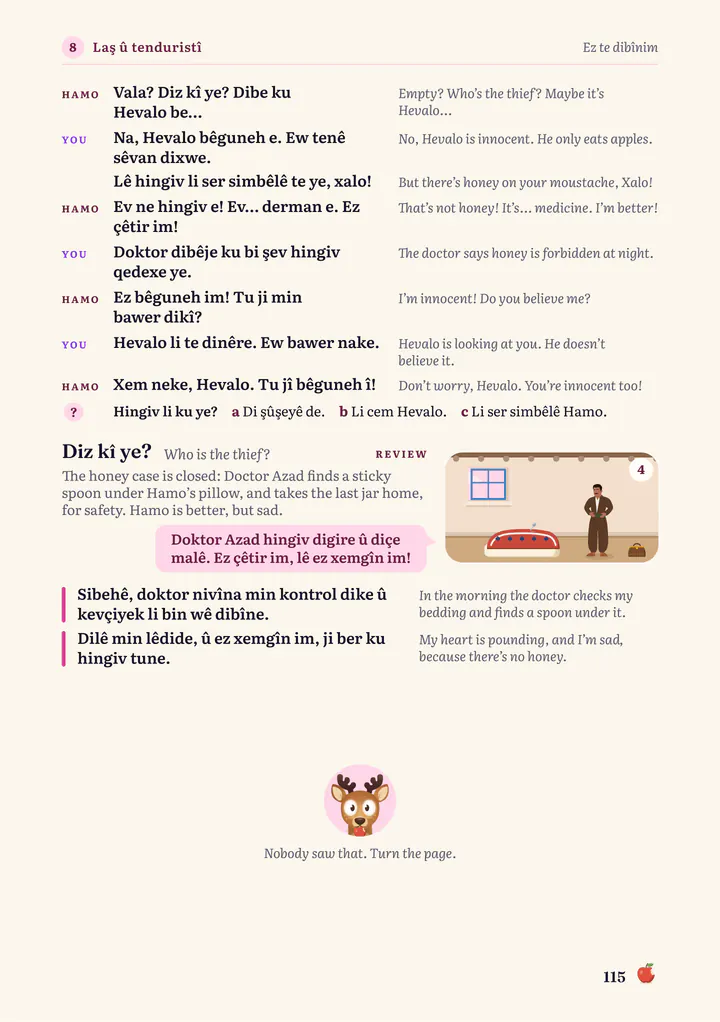 8 Laş û tenduristî
Ez te dibînim
HAMO Vala? Diz kî ye? Dibe ku
Hevalo be...
Empty? Who's the thief? Maybe it's
Hevalo...
YOU Na, Hevalo bêguneh e. Ew tenê
sêvan dixwe.
No, Hevalo is innocent. He only eats apples.
Lê hingiv li ser simbêlê te ye, xalo!
But there's honey on your moustache, Xalo!
HAMO Ev ne hingiv e! Ev... derman e. Ez
çêtir im!
That's not honey! It's... medicine. I'm better!
YOU Doktor dibêje ku bi şev hingiv
qedexe ye.
The doctor says honey is forbidden at night.
HAMO Ez bêguneh im! Tu ji min
bawer dikî?
I'm innocent! Do you believe me?
YOU Hevalo li te dinêre. Ew bawer nake.
Hevalo is looking at you. He doesn't
believe it.
HAMO Xem neke, Hevalo. Tu jî bêguneh î!
Don't worry, Hevalo. You're innocent too!
? Hingiv li ku ye? a Di şûşeyê de. b Li cem Hevalo. c Li ser simbêlê Hamo.
Diz kî ye? Who is the thief? REVIEW
The honey case is closed: Doctor Azad finds a sticky
spoon under Hamo's pillow, and takes the last jar home,
for safety. Hamo is better, but sad.
4
Doktor Azad hingiv digire û diçe
malê. Ez çêtir im, lê ez xemgîn im!
Sibehê, doktor nivîna min kontrol dike û
kevçiyek li bin wê dibîne.
In the morning the doctor checks my
bedding and finds a spoon under it.
Dilê min lêdide, û ez xemgîn im, ji ber ku
hingiv tune.
My heart is pounding, and I'm sad,
because there's no honey.
Nobody saw that. Turn the page.
115